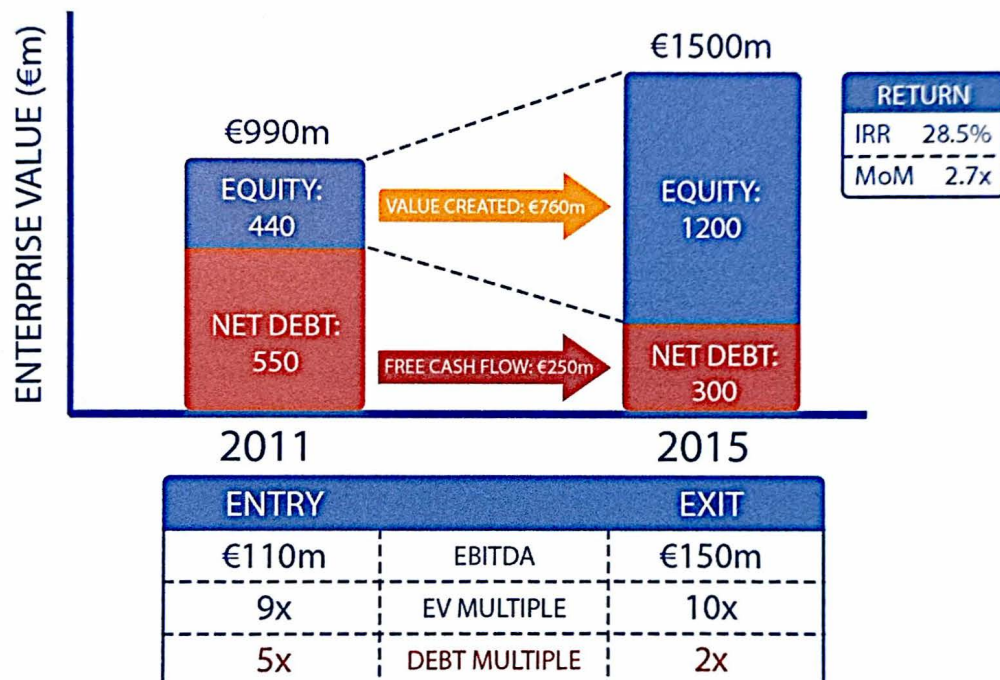 ENTERPRISE VALUE (€m)
€990m
€1500m
EQUITY:
440
NET DEBT:
550
VALUE CREATED: €760m
FREE CASH FLOW: €250m
EQUITY:
1200
NET DEBT:
300
RETURN
IRR 28.5%
MoM 2.7x
2011 2015
ENTRY EXIT
€110m EBITDA €150m
9x EV MULTIPLE 10x
5x DEBT MULTIPLE 2x